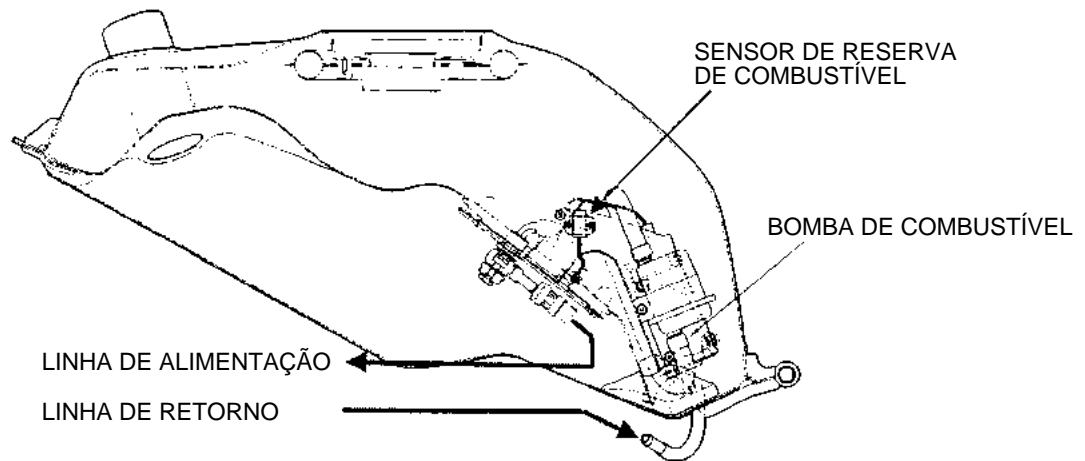 SENSOR DE RESERVA
DE COMBUSTÍVEL
BOMBA DE COMBUSTÍVEL
LINHA DE ALIMENTAÇÃO
LINHA DE RETORNO